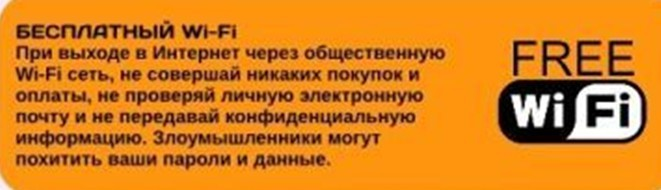 БЕСПЛАТНЫЙ Wi-Fi
При выходе в Интернет через общественную
Wi-Fi сеть, не совершай никаких покупок и
оплаты, не проверяй личную электронную
почту и не передавай конфиденциальную
информацию. Злоумышленники могут
похитить ваши пароли и данные.
FREE
Wi Fi